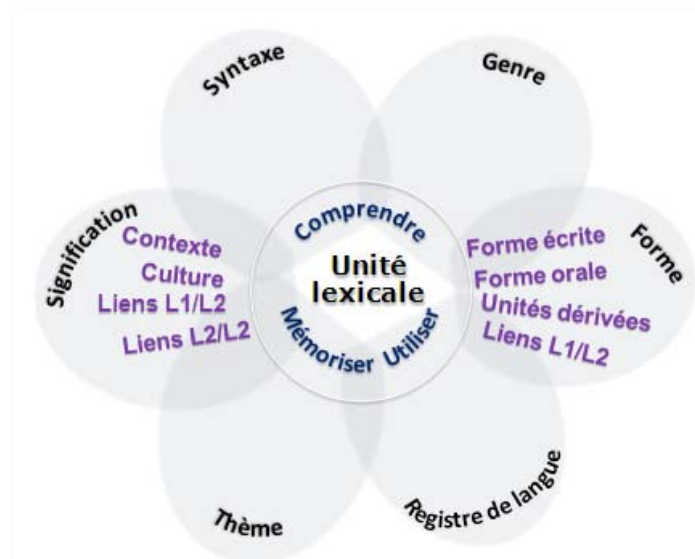 Syntaxe
Genre
Signification
Contexte
Culture
Liens L1/L2
Liens L2/L2
Comprendre
Unité
lexicale
Mémoriser Utiliser
Forme
Forme écrite
Forme orale
Unités dérivées
Liens L1/L2
Thème
Registre de langue